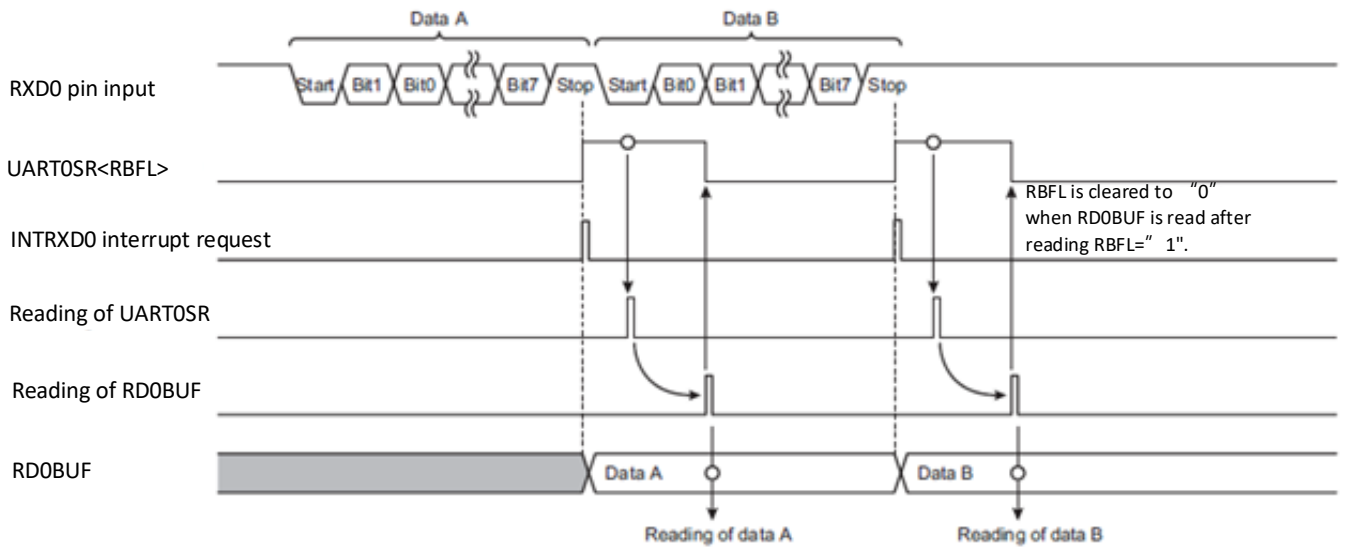 Data A Data B
RXD0 pin input Start Bit1 Bit0 Bit7 Stop Start Bit0 Bit1 Bit7 Stop
UART0SR<RBFL>
RBFL is cleared to “0”
when RD0BUF is read after
reading RBFL=”1".
INTRXD0 interrupt request
Reading of UART0SR
Reading of RD0BUF
RD0BUF Data A Data B
Reading of data A Reading of data B